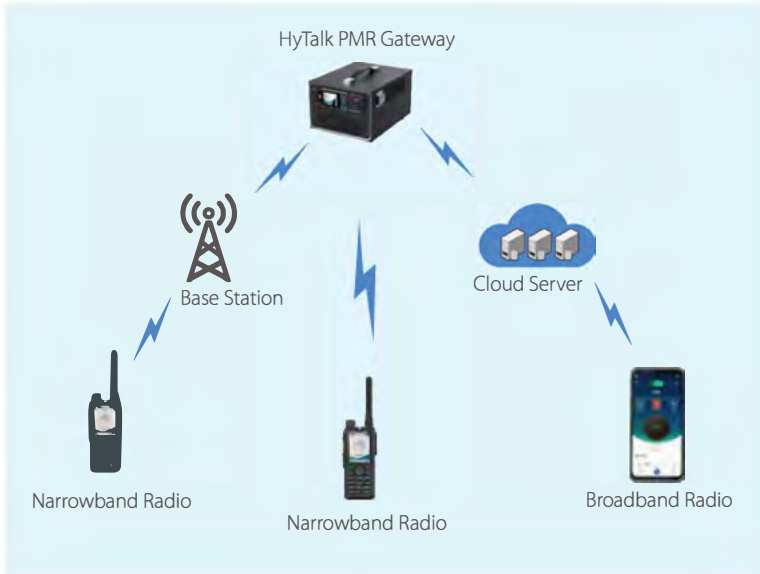 HyTalk PMR Gateway
Base Station
Cloud Server
Narrowband Radio
Narrowband Radio
Broadband Radio